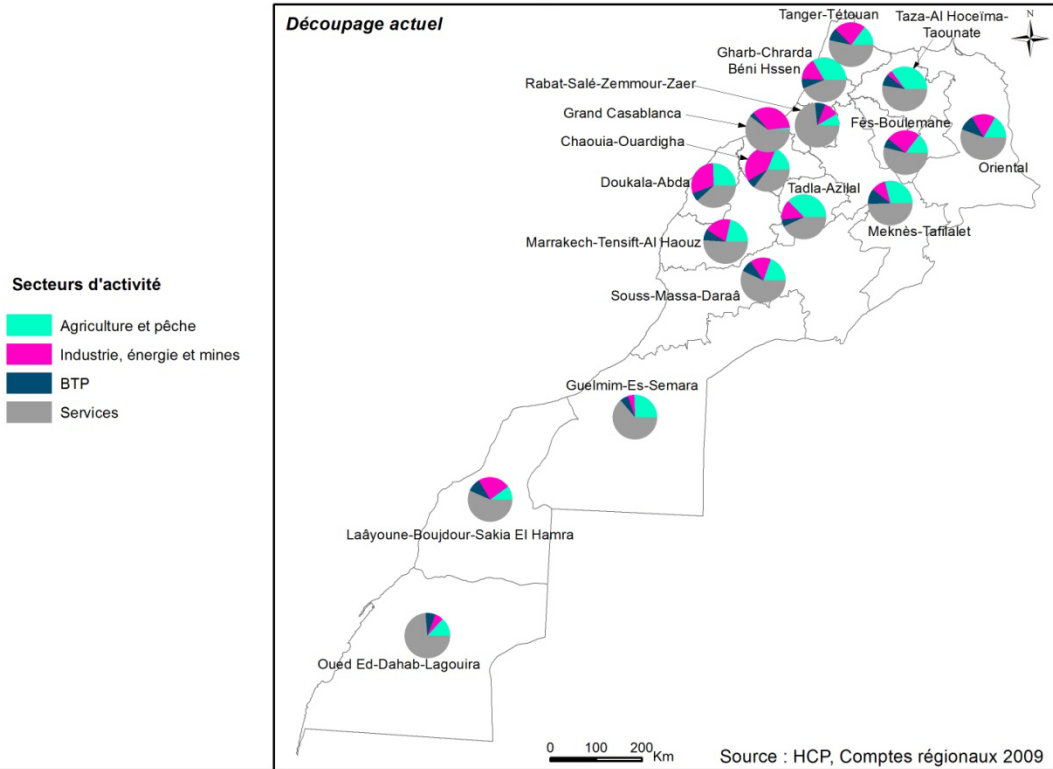 Découpage actuel
Tanger-Tétouan
Taza-Al Hoceïma-
Taounate
Gharb-Chrarda
Béni Hssen
Rabat-Salé-Zemmour-Zaer
Grand Casablanca
Fès-Boulemane
Chaouia-Ouardigha
Oriental
Doukala-Abda
Tadla-Azilal
Meknès-Tafilalet
Marrakech-Tensift-Al Haouz
Souss-Massa-Daraâ
Secteurs d'activité
Agriculture et pêche
Industrie, énergie et mines
BTP
Services
Guelmim-Es-Semara
Laâyoune-Boujdour-Sakia El Hamra
Oued Ed-Dahab-Lagouira
0 100 200
Km
Source : HCP, Comptes régionaux 2009
N